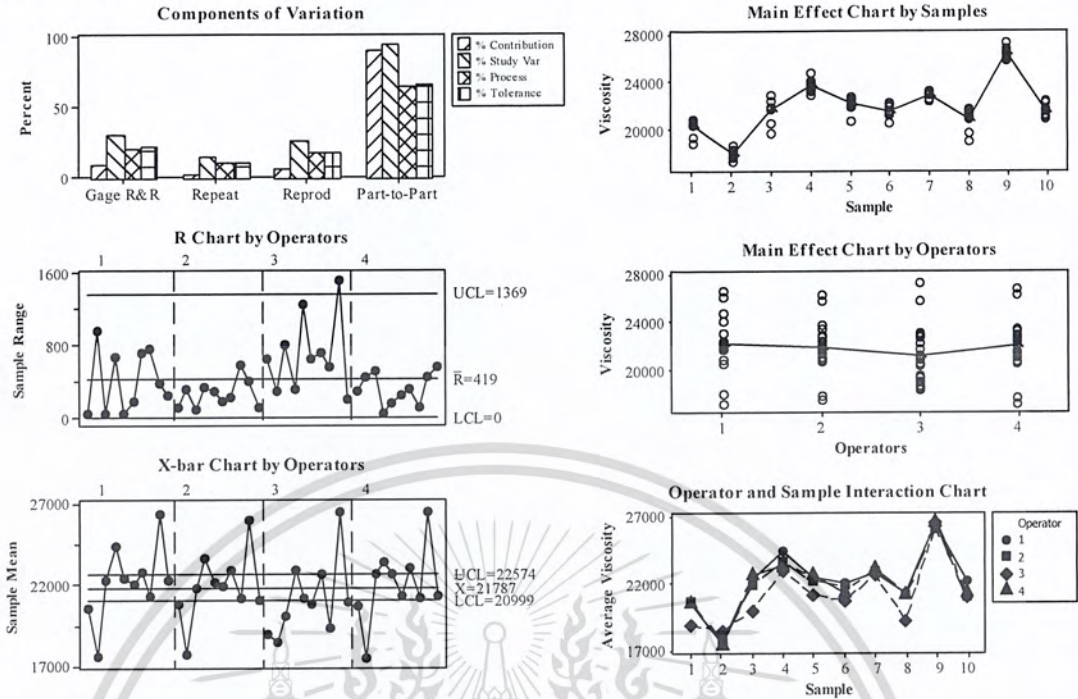 Components of Variation
100
50
0
Percent
Gage R&R
Repeat
Reprod
Part-to-Part
% Contribution
% Study Var
% Process
% Tolerance
Main Effect Chart by Samples
28000
24000
20000
Viscosity
1 2 3 4 5 6 7 8 9 10
Sample
R Chart by Operators
1 2 3 4
1600
800
0
Sample Range
UCL=1369
R̅=419
LCL=0
Main Effect Chart by Operators
28000
24000
20000
Viscosity
1 2 3 4
Operators
X-bar Chart by Operators
1 2 3 4
27000
22000
17000
Sample Mean
UCL=22574
X̅=21787
LCL=20999
Operator and Sample Interaction Chart
27000
22000
17000
Average Viscosity
1 2 3 4 5 6 7 8 9 10
Sample
Operator
1
2
3
4